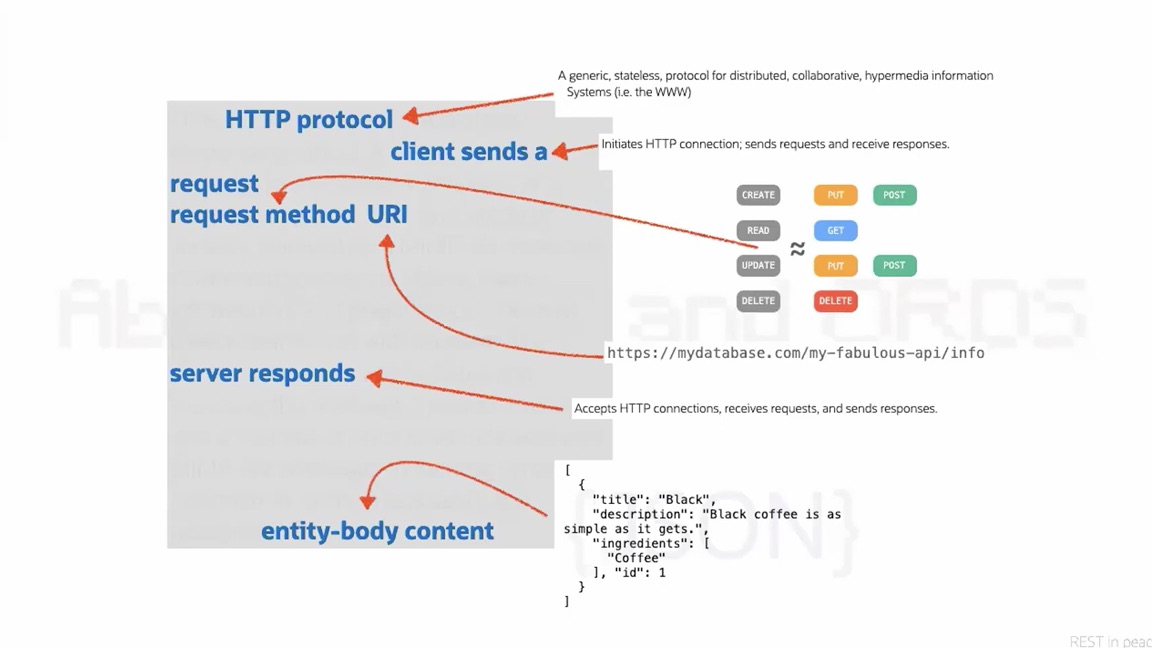 A generic, stateless, protocol for distributed, collaborative, hypermedia information
Systems (i.e. the WWW)
HTTP protocol
client sends a
Initiates HTTP connection; sends requests and receive responses.
request
request method URI
CREATE PUT POST
READ GET
≈
UPDATE PUT POST
DELETE DELETE
and ORDS
https://mydatabase.com/my-fabulous-api/info
server responds
Accepts HTTP connections, receives requests, and sends responses.
entity-body content
[
{
"title": "Black",
"description": "Black coffee is as
simple as it gets.",
"ingredients": [
"Coffee"
], "id": 1
}
]
REST in peac